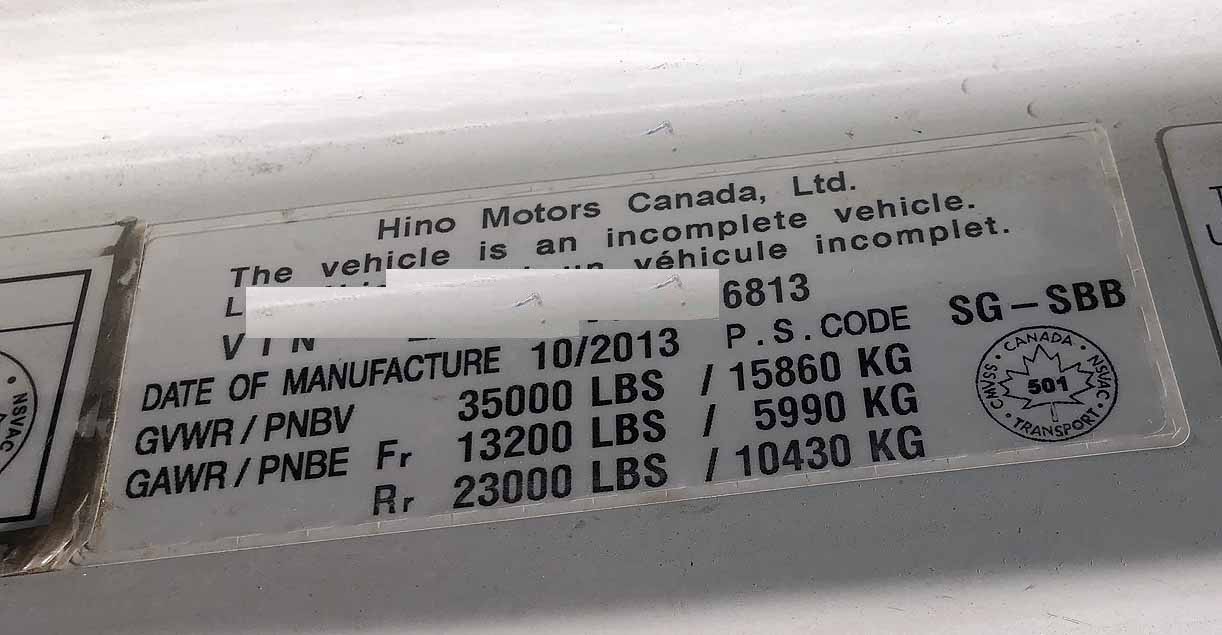 Hino Motors Canada, Ltd.
The vehicle is an incomplete vehicle.
véhicule incomplet.
VIN 6813
DATE OF MANUFACTURE 10/2013 P.S.CODE SG-SBB
GVWR/PNBV 35000 LBS / 15860 KG
GAWR/PNBE Fr 13200 LBS / 5990 KG
Rr 23000 LBS / 10430 KG
CANADA
NSVAC
TRANSPORT
CMVSS
501
NSVAC